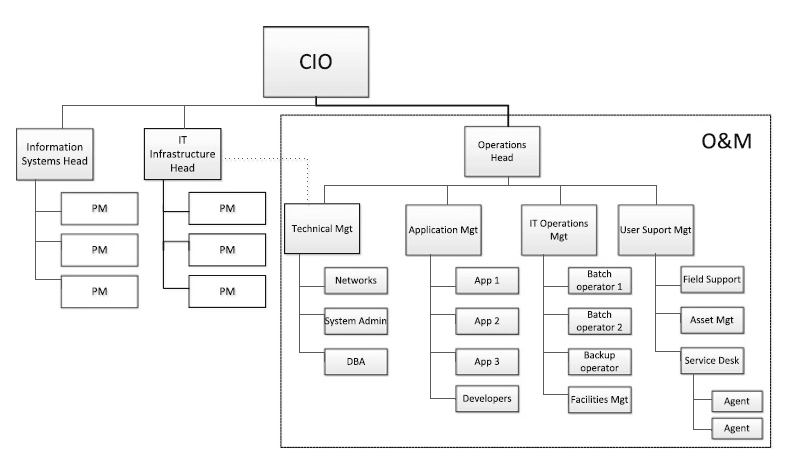 CIO
Information
Systems Head
IT
Infrastructure
Head
Operations
Head
O&M
PM
PM
PM
PM
PM
PM
Technical Mgt
Application Mgt
IT Operations
Mgt
User Suport Mgt
Networks
System Admin
DBA
App 1
App 2
App 3
Developers
Batch
operator 1
Batch
operator 2
Backup
operator
Facilities Mgt
Field Support
Asset Mgt
Service Desk
Agent
Agent